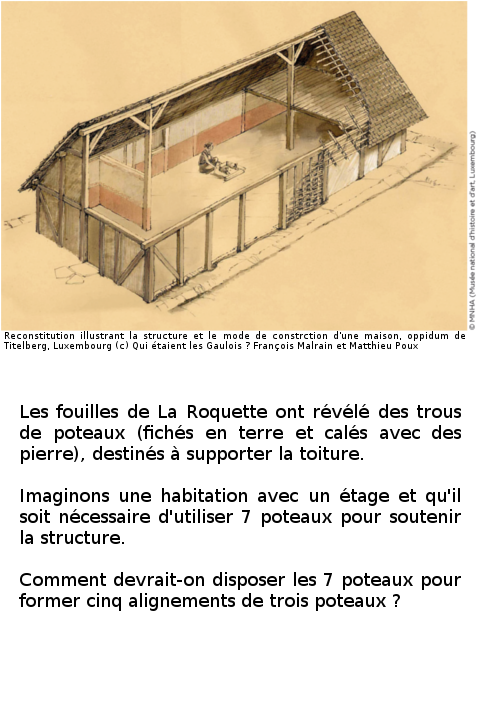 © MNHA (Musée national d'histoire et d'art, Luxembourg)
Reconstitution illustrant la structure et le mode de constrction d'une maison, oppidum de
Titelberg, Luxembourg (c) Qui étaient les Gaulois ? François Malrain et Matthieu Poux
Les fouilles de La Roquette ont révélé des trous
de poteaux (fichés en terre et calés avec des
pierre), destinés à supporter la toiture.
Imaginons une habitation avec un étage et qu'il
soit nécessaire d'utiliser 7 poteaux pour soutenir
la structure.
Comment devrait-on disposer les 7 poteaux pour
former cinq alignements de trois poteaux ?